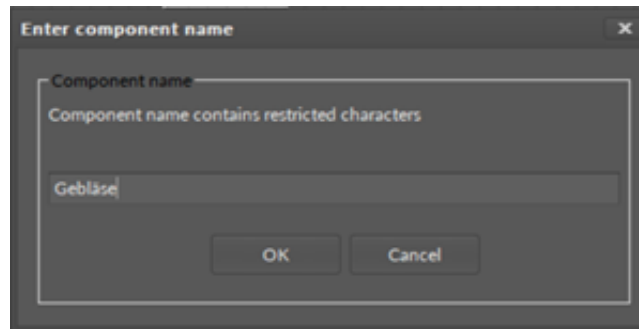 Enter component name
Component name
Component name contains restricted characters
Gebläse
OK
Cancel